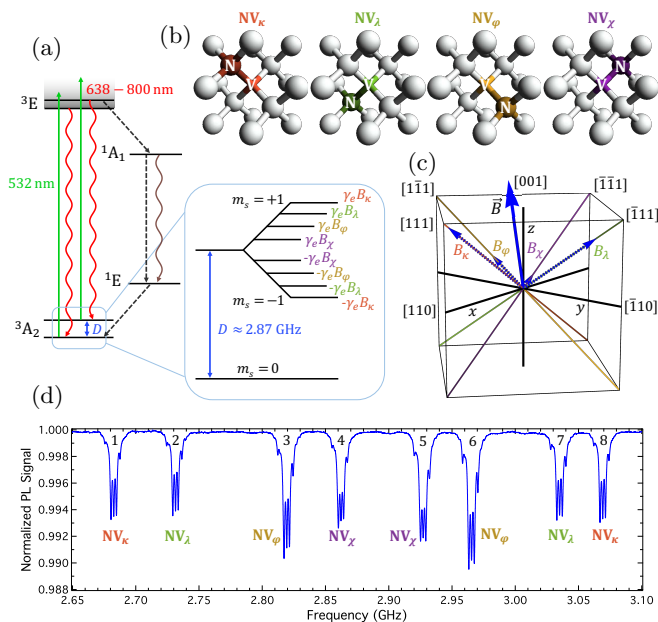 (a)
³E
638 – 800 nm
¹A₁
532 nm
¹E
³A₂
D
(b)
NVκ
NVλ
NVφ
NVχ
N
V
N
V
V
N
N
V
mₛ = +1
γₑBκ
γₑBλ
γₑBφ
γₑBχ
-γₑBχ
-γₑBφ
-γₑBλ
-γₑBκ
mₛ = −1
D ≈ 2.87 GHz
mₛ = 0
(c)
[001]
[11̅1]
[1̅1̅1]
[111]
[1̅11]
B⃗
z
Bκ
Bφ
Bχ
Bλ
[110]
x
y
[1̅10]
(d)
1.000
0.998
0.996
0.994
0.992
0.990
0.988
Normalized PL Signal
1
2
3
4
5
6
7
8
NVκ
NVλ
NVφ
NVχ
NVχ
NVφ
NVλ
NVκ
2.65
2.70
2.75
2.80
2.85
2.90
2.95
3.00
3.05
3.10
Frequency (GHz)